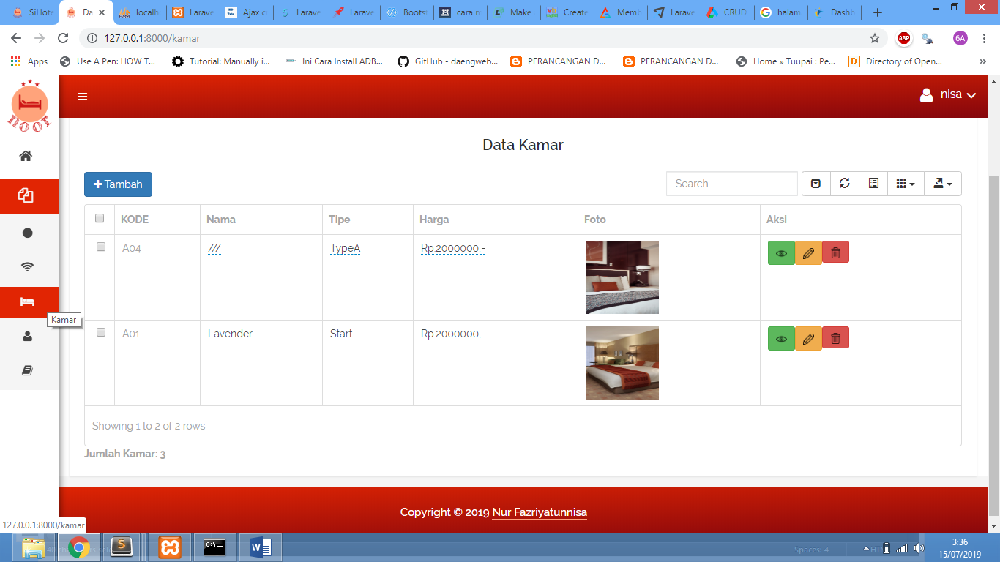 SiHote
Da
localh
Larave
Ajax c
Larave
Larave
Boots
cara n
Make
Create
Memb
Larave
CRUD
halam
Dashb
127.0.0.1:8000/kamar
ABP
6A
Apps
Use A Pen: HOW T...
Tutorial: Manually i...
Ini Cara Install ADB...
GitHub - daengweb...
PERANCANGAN D...
PERANCANGAN D...
Home » Tuupai : Pe...
Directory of Open...
noor
nisa
Data Kamar
Tambah
Search
KODE Nama Tipe Harga Foto Aksi
A04 /// TypeA Rp.2000000,-
A01 Lavender Start Rp.2000000,-
Kamar
Showing 1 to 2 of 2 rows
Jumlah Kamar: 3
Copyright © 2019 Nur Fazriyatunnisa
127.0.0.1:8000/kamar
Spaces: 4
3:36
15/07/2019